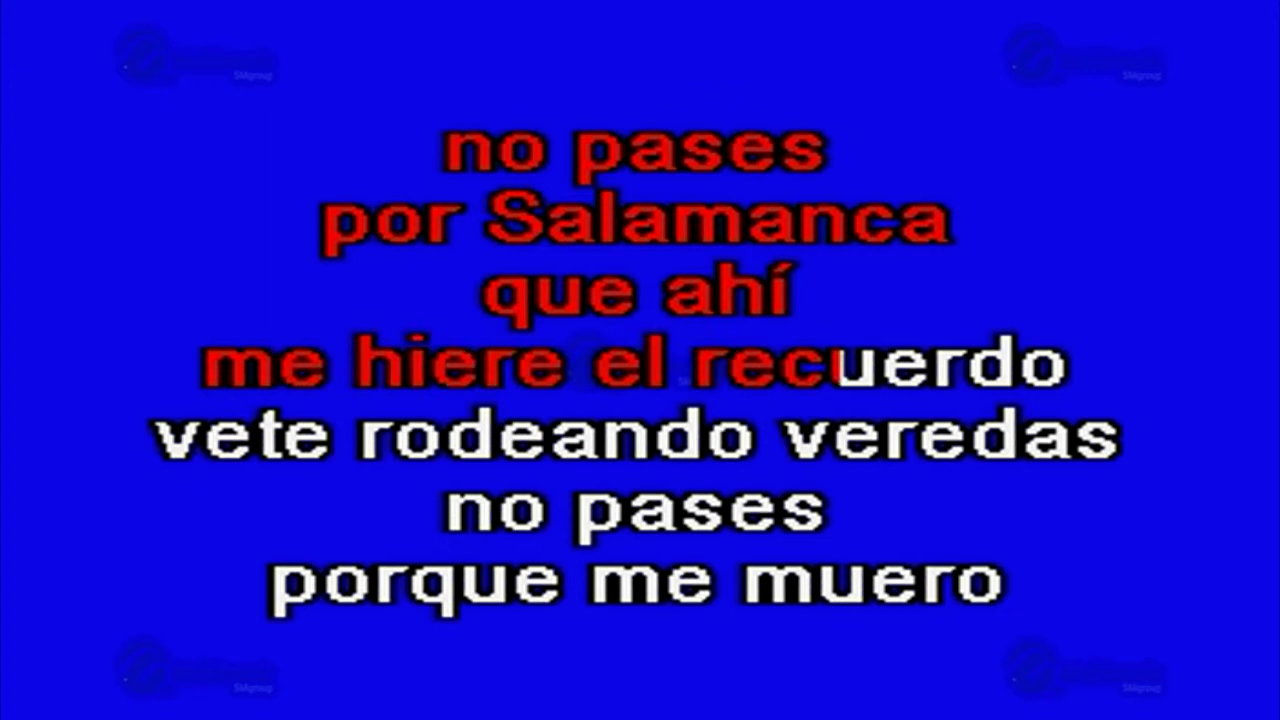 no pases
por Salamanca
que ahí
me hiere el recuerdo
vete rodeando veredas
no pases
porque me muero